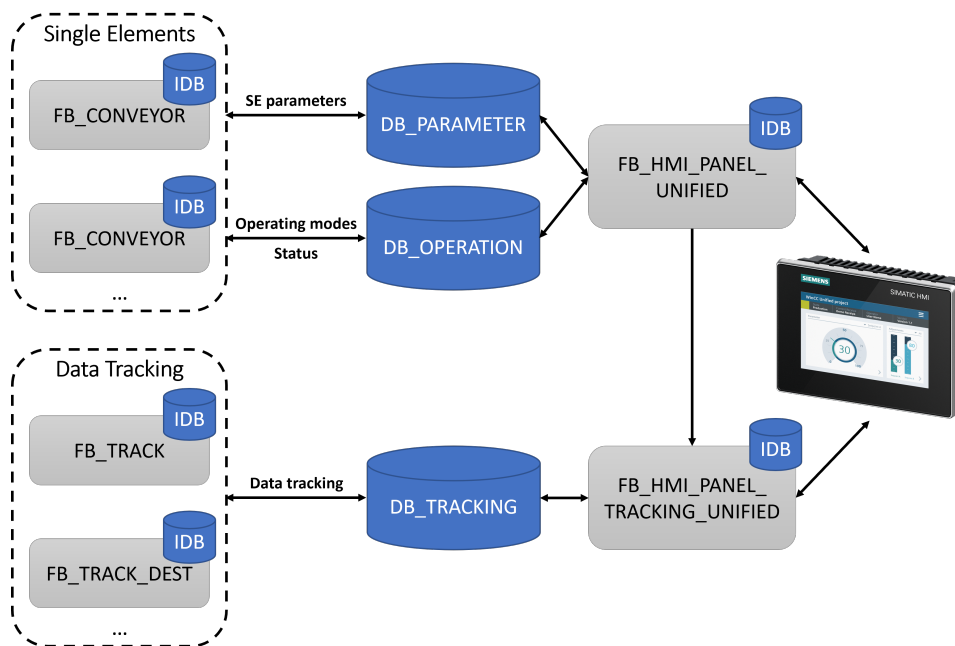 Single Elements
IDB
FB_CONVEYOR
SE parameters
DB_PARAMETER
IDB
FB_HMI_PANEL_
UNIFIED
IDB
FB_CONVEYOR
Operating modes
Status
DB_OPERATION
...
SIEMENS
SIMATIC HMI
WinCC Unified project
30
Data Tracking
IDB
FB_TRACK
Data tracking
DB_TRACKING
IDB
FB_HMI_PANEL_
TRACKING_UNIFIED
IDB
FB_TRACK_DEST
...